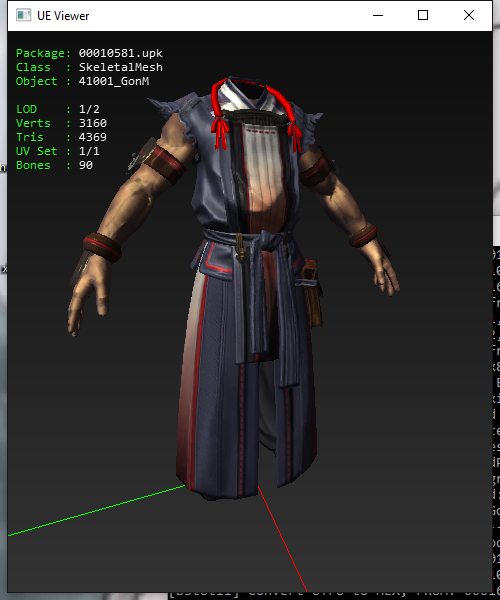 UE Viewer
Package: 00010581.upk
Class : SkeletalMesh
Object : 41001_GonM
LOD : 1/2
Verts : 3160
Tris : 4369
UV Set : 1/1
Bones : 90